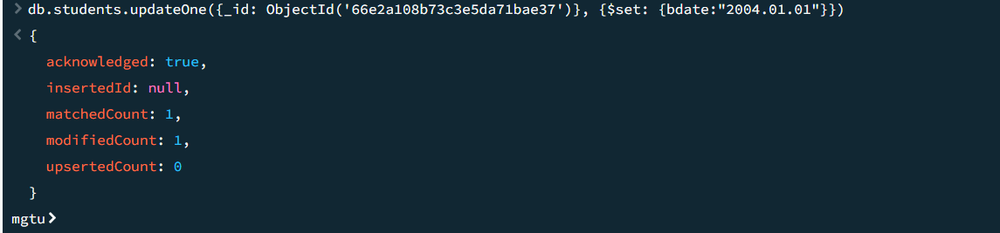 > db.students.updateOne({_id: ObjectId('66e2a108b73c3e5da71bae37')}, {$set: {bdate:"2004.01.01"}})
< {
acknowledged: true,
insertedId: null,
matchedCount: 1,
modifiedCount: 1,
upsertedCount: 0
}
mgtu>